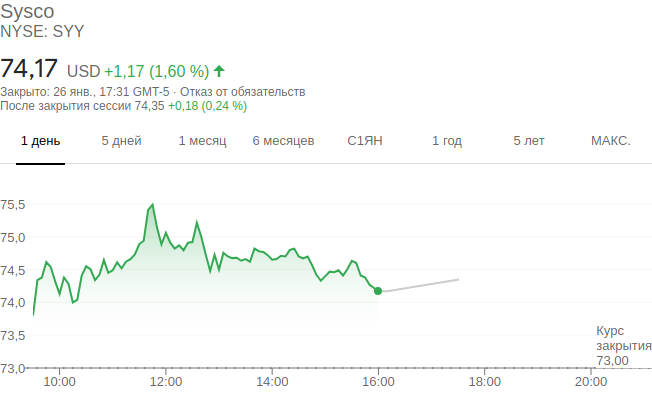 Sysco
NYSE: SYY
74,17 USD +1,17 (1,60 %)
Закрыто: 26 янв., 17:31 GMT-5 · Отказ от обязательств
После закрытия сессии 74,35 +0,18 (0,24 %)
1 день 5 дней 1 месяц 6 месяцев С1ЯН 1 год 5 лет МАКС.
75,5
75,0
74,5
74,0
73,5
Курс
закрытия
73,00
73,0
10:00 12:00 14:00 16:00 18:00 20:00